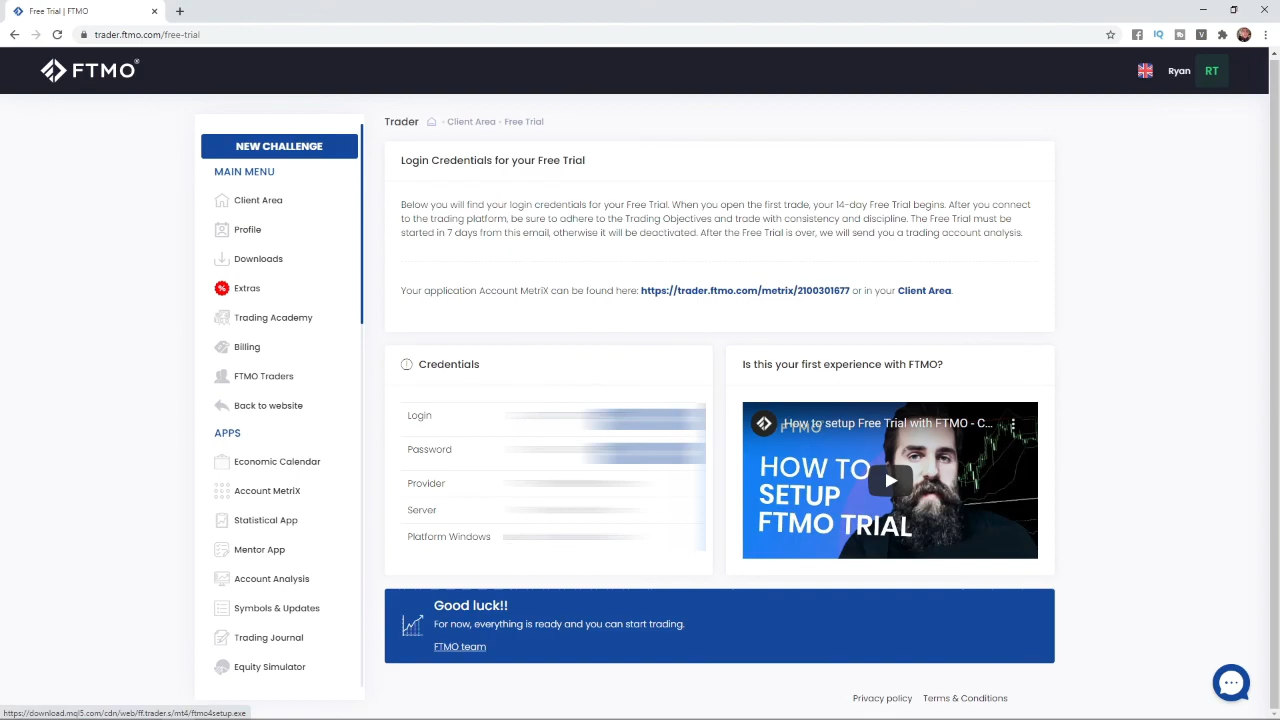 Free Trial | FTMO
trader.ftmo.com/free-trial
FTMO®
Ryan RT
NEW CHALLENGE
MAIN MENU
Client Area
Profile
Downloads
Extras
Trading Academy
Billing
FTMO Traders
Back to website
APPS
Economic Calendar
Account MetriX
Statistical App
Mentor App
Account Analysis
Symbols & Updates
Trading Journal
Equity Simulator
Trader Client Area Free Trial
Login Credentials for your Free Trial
Below you will find your login credentials for your Free Trial. When you open the first trade, your 14-day Free Trial begins. After you connect
to the trading platform, be sure to adhere to the Trading Objectives and trade with consistency and discipline. The Free Trial must be
started in 7 days from this email, otherwise it will be deactivated. After the Free Trial is over, we will send you a trading account analysis.
Your application Account MetriX can be found here: https://trader.ftmo.com/metrix/2100301677 or in your Client Area.
Credentials
Login
Password
Provider
Server
Platform Windows
Is this your first experience with FTMO?
How to setup Free Trial with FTMO - C...
FTMO
HOW TO
SETUP
FTMO TRIAL
Good luck!!
For now, everything is ready and you can start trading.
FTMO team
Privacy policy Terms & Conditions
https://download.mql5.com/cdn/web/ff.trader.s/mt4/ftmo4setup.exe